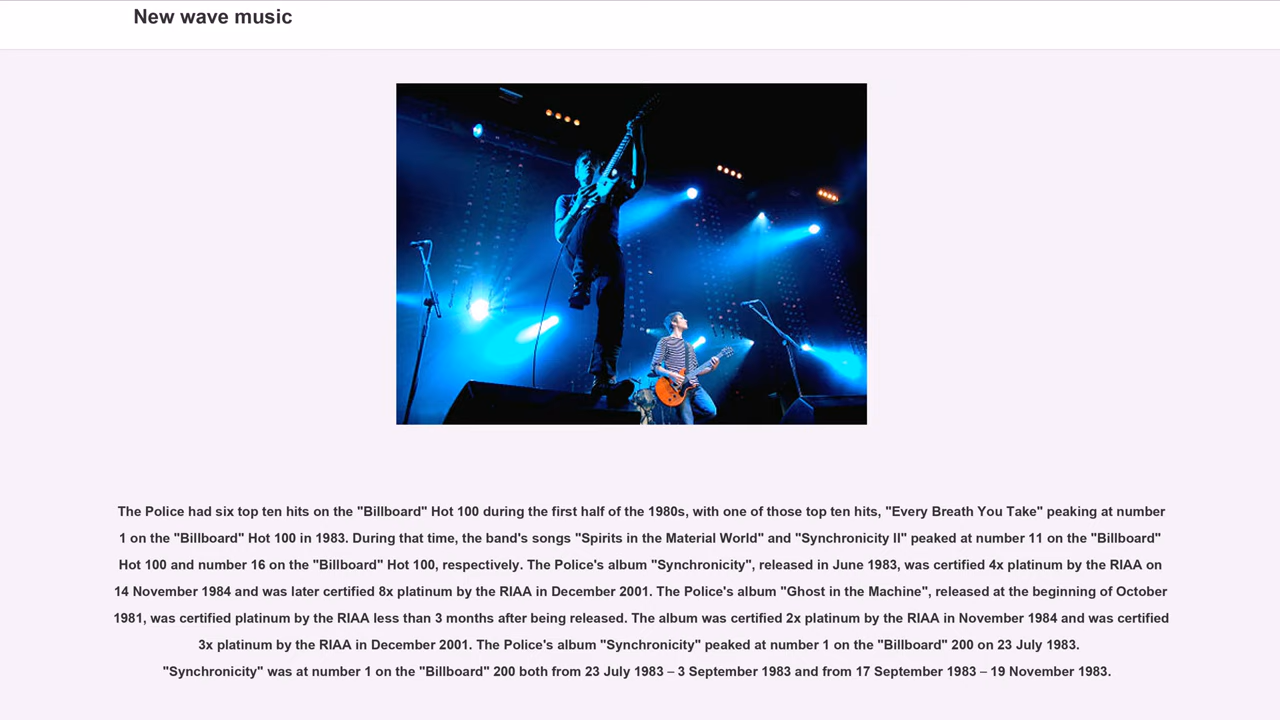 New wave music
The Police had six top ten hits on the "Billboard" Hot 100 during the first half of the 1980s, with one of those top ten hits, "Every Breath You Take" peaking at number
1 on the "Billboard" Hot 100 in 1983. During that time, the band's songs "Spirits in the Material World" and "Synchronicity II" peaked at number 11 on the "Billboard"
Hot 100 and number 16 on the "Billboard" Hot 100, respectively. The Police's album "Synchronicity", released in June 1983, was certified 4x platinum by the RIAA on
14 November 1984 and was later certified 8x platinum by the RIAA in December 2001. The Police's album "Ghost in the Machine", released at the beginning of October
1981, was certified platinum by the RIAA less than 3 months after being released. The album was certified 2x platinum by the RIAA in November 1984 and was certified
3x platinum by the RIAA in December 2001. The Police's album "Synchronicity" peaked at number 1 on the "Billboard" 200 on 23 July 1983.
"Synchronicity" was at number 1 on the "Billboard" 200 both from 23 July 1983 – 3 September 1983 and from 17 September 1983 – 19 November 1983.